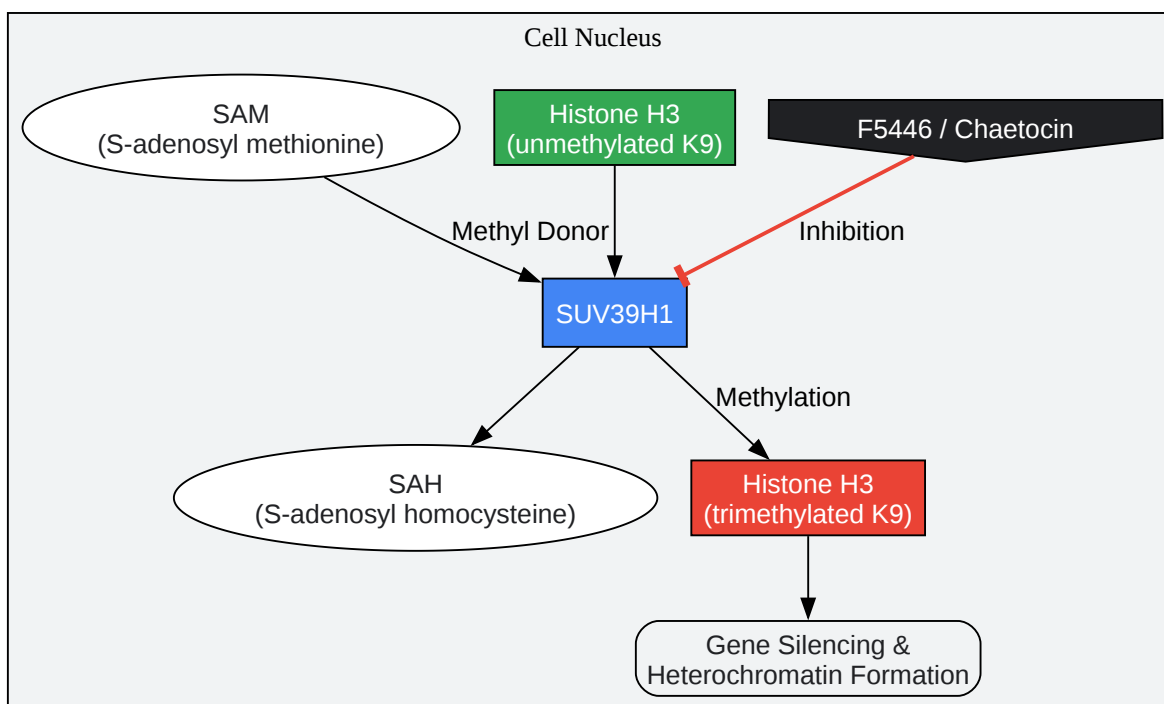 Cell Nucleus
SAM
(S-adenosyl methionine)
Histone H3
(unmethylated K9)
F5446 / Chaetocin
Methyl Donor
Inhibition
SUV39H1
Methylation
SAH
(S-adenosyl homocysteine)
Histone H3
(trimethylated K9)
Gene Silencing &
Heterochromatin Formation